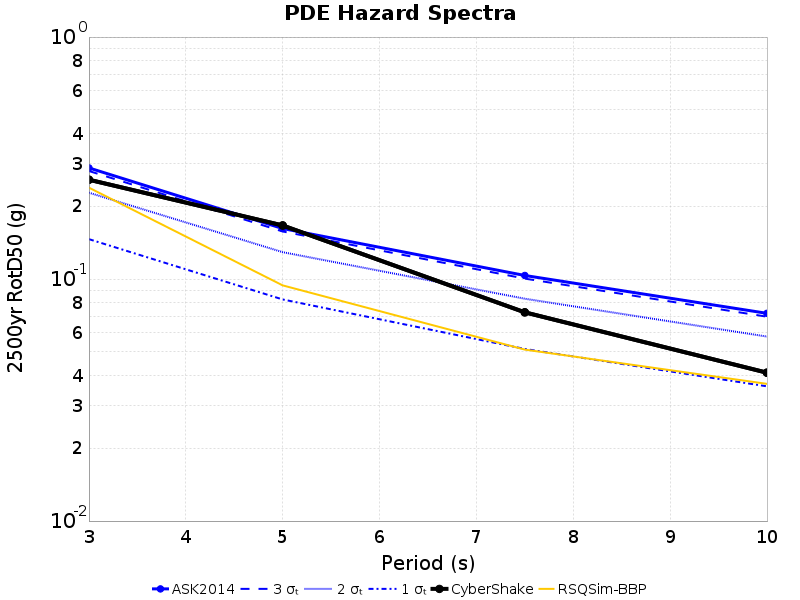 PDE Hazard Spectra
2500yr RotD50 (g)
10^0
8
6
4
3
2
10^-1
8
6
4
3
2
10^-2
3 4 5 6 7 8 9 10
Period (s)
ASK2014 3 σₜ 2 σₜ 1 σₜ CyberShake RSQSim-BBP